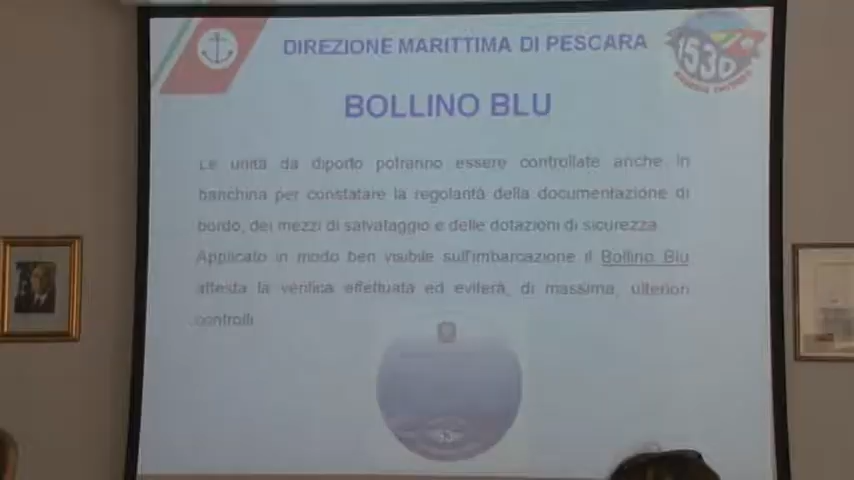 DIREZIONE MARITTIMA DI PESCARA
1530
BOLLINO BLU
Le unità da diporto potranno essere controllate anche in
banchina per constatare la regolarità della documentazione di
bordo, dei mezzi di salvataggio e delle dotazioni di sicurezza
Applicato in modo ben visibile sull'imbarcazione il Bollino Blu
attesta la verifica effettuata ed eviterà, di massima, ulteriori
controlli